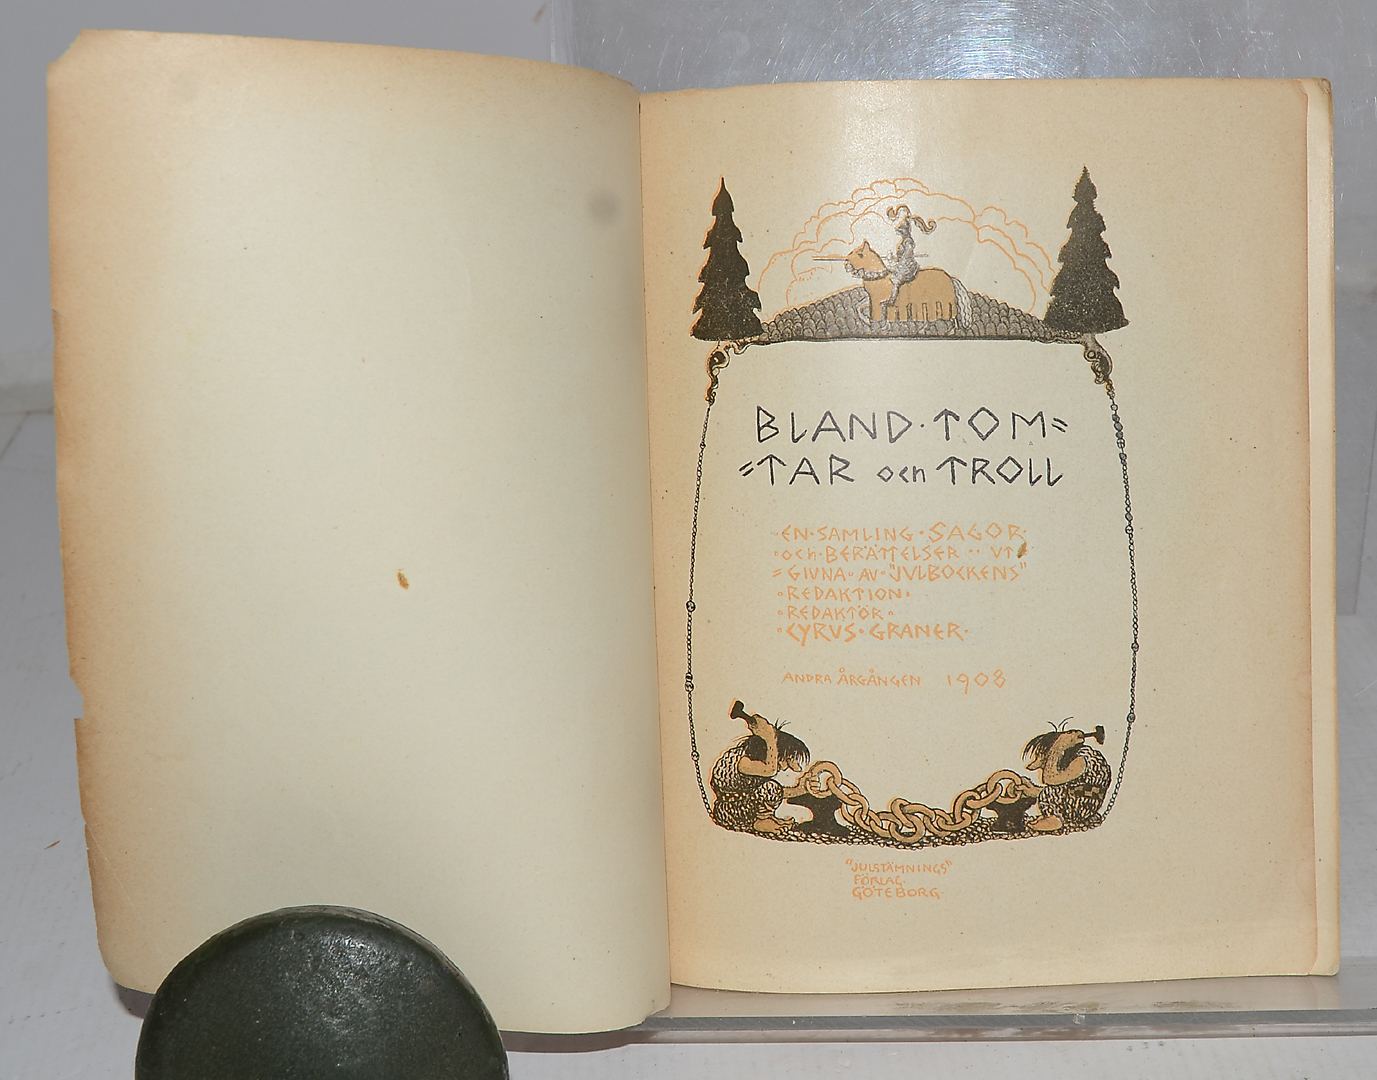 BLAND·TOM=
=TAR och TROLL
·EN·SAMLING·SAGOR·
·och·BERÄTTELSER··UT
=GIVNA·AV·"JULBOCKENS"
·REDAKTION·
·REDAKTÖR·
·CYRUS·GRANER·
ANDRA ÅRGÅNGEN 1908
"JULSTÄMNINGS"
FÖRLAG·
GÖTEBORG·